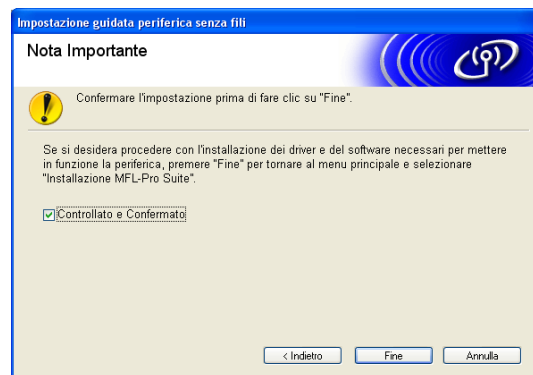 Impostazione guidata periferica senza fili
Nota Importante
Confermare l'impostazione prima di fare clic su "Fine".
Se si desidera procedere con l'installazione dei driver e del software necessari per mettere
in funzione la periferica, premere "Fine" per tornare al menu principale e selezionare
"Installazione MFL-Pro Suite".
Controllato e Confermato
< Indietro
Fine
Annulla